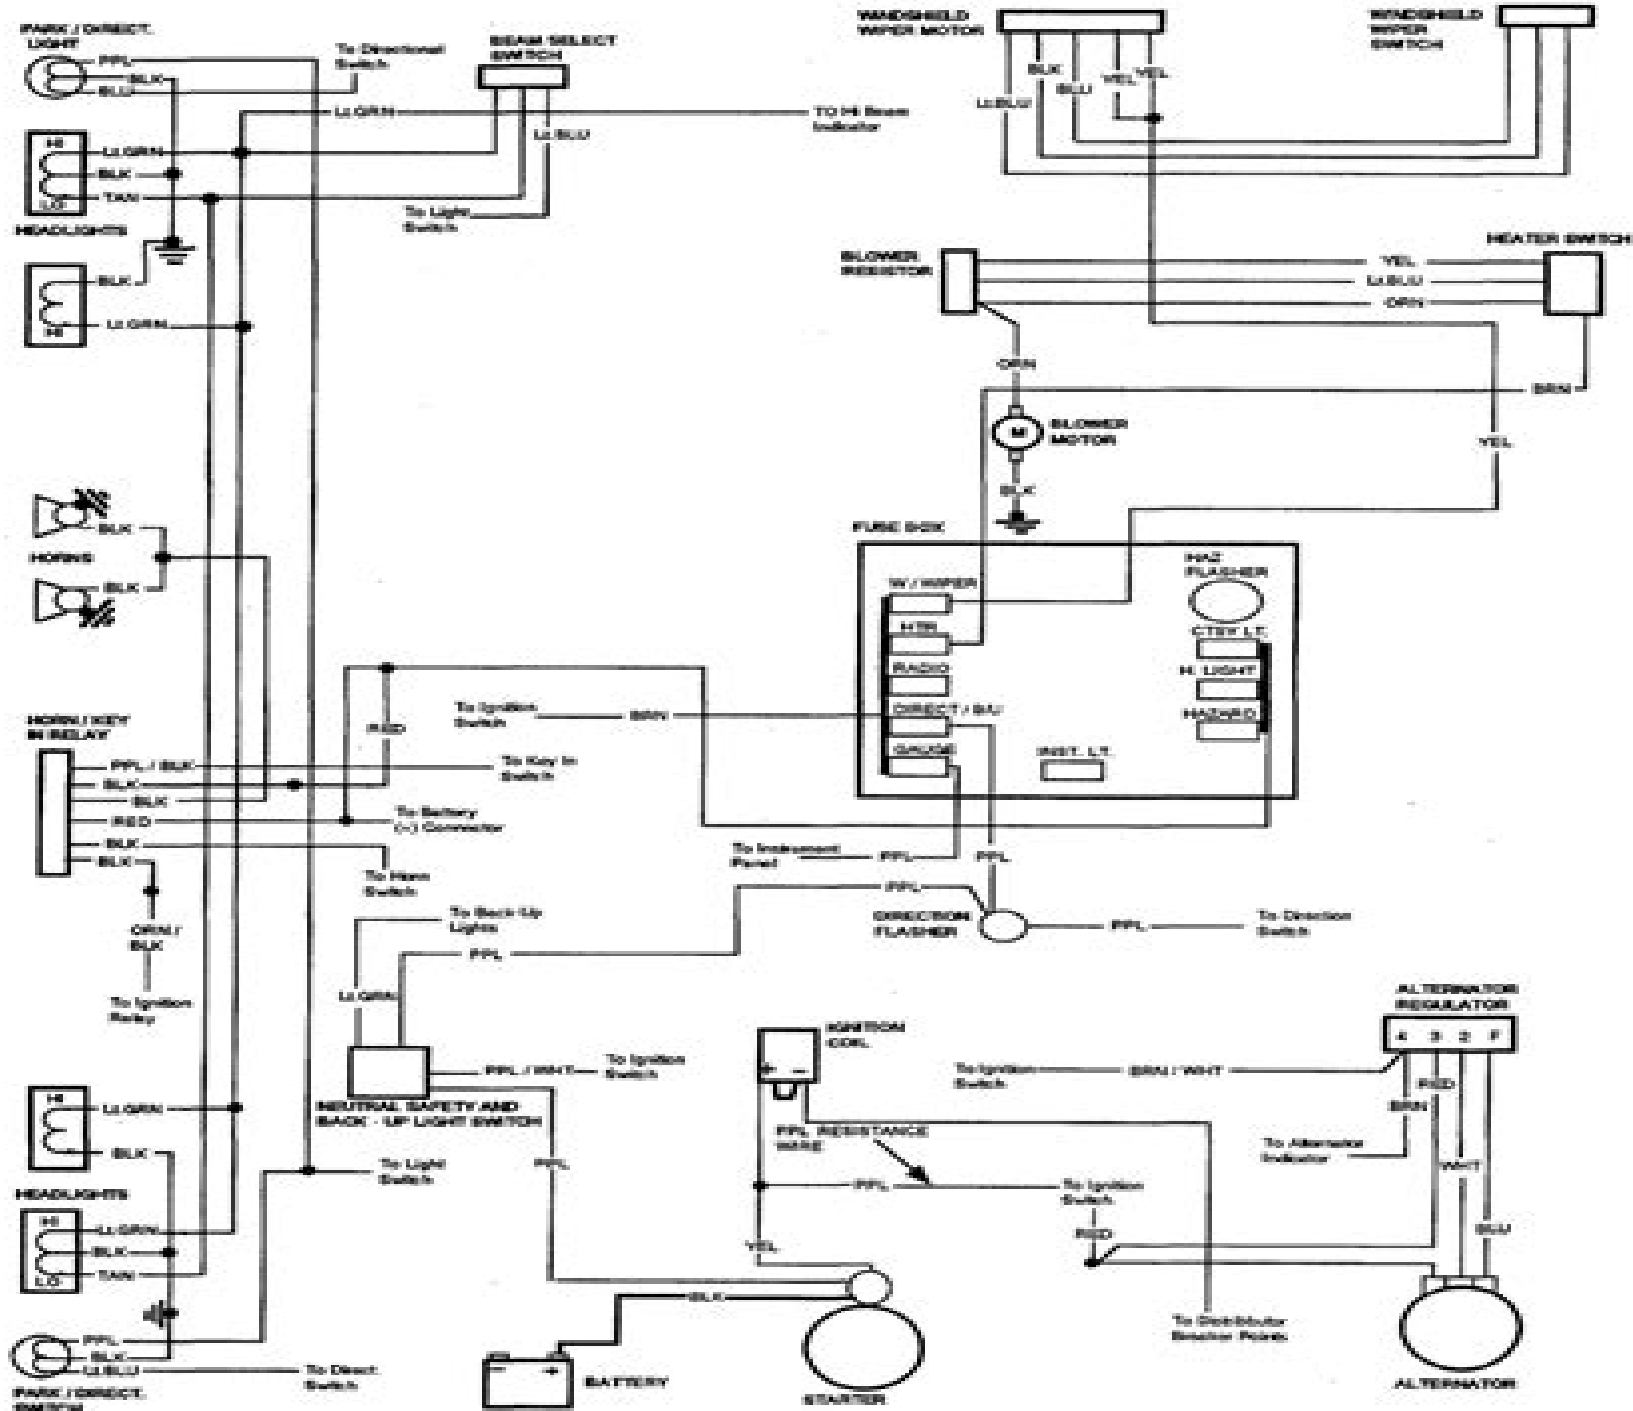 PARK / DIRECT.
LIGHT
PPL
BLK
BLU
To Directional
Switch
BEAM SELECT
SWITCH
Lt.GRN
TO Hi Beam
Indicator
Lt.BLU
HI
Lt.GRN
BLK
TAN
LO
To Light
Switch
HEADLIGHTS
BLK
Lt.GRN
HI
WINDSHIELD
WIPER MOTOR
WINDSHIELD
WIPER
SWITCH
Lt.BLU
BLK
BLU
YEL
YEL
HEATER SWITCH
BLOWER
RESISTOR
YEL
Lt.BLU
ORN
ORN
BRN
M
BLOWER
MOTOR
YEL
BLK
BLK
HORNS
BLK
FUSE BOX
HAZ
FLASHER
W / WIPER
HTR
RADIO
DIRECT / B/U
GAUGE
CTSY LT.
H. LIGHT
HAZARD
INST. LT.
HORN / KEY
IN RELAY
PPL / BLK
BLK
BLK
RED
BLK
BLK
RED
To Ignition
Switch
BRN
To Key In
Switch
To Battery
(-) Connector
To Horn
Switch
ORN /
BLK
To Ignition
Relay
To Instrument
Panel
PPL
PPL
PPL
DIRECTION
FLASHER
PPL
To Direction
Switch
To Back-Up
Lights
PPL
Lt.GRN
PPL / WHT
To Ignition
Switch
NEUTRAL SAFETY AND
BACK - UP LIGHT SWITCH
PPL
IGNITION
COIL
+ -
PPL RESISTANCE
WIRE
PPL
To Ignition
Switch
RED
YEL
To Distributor
Breaker Points
ALTERNATOR
REGULATOR
4 3 2 F
To Ignition
Switch
BRN / WHT
RED
BRN
To Alternator
Indicator
WHT
BLU
ALTERNATOR
HI
Lt.GRN
BLK
HEADLIGHTS
HI
Lt.GRN
BLK
TAN
LO
To Light
Switch
PPL
BLK
Lt.BLU
To Direct.
Switch
PARK / DIRECT.
SWITCH
BLK
- +
BATTERY
STARTER